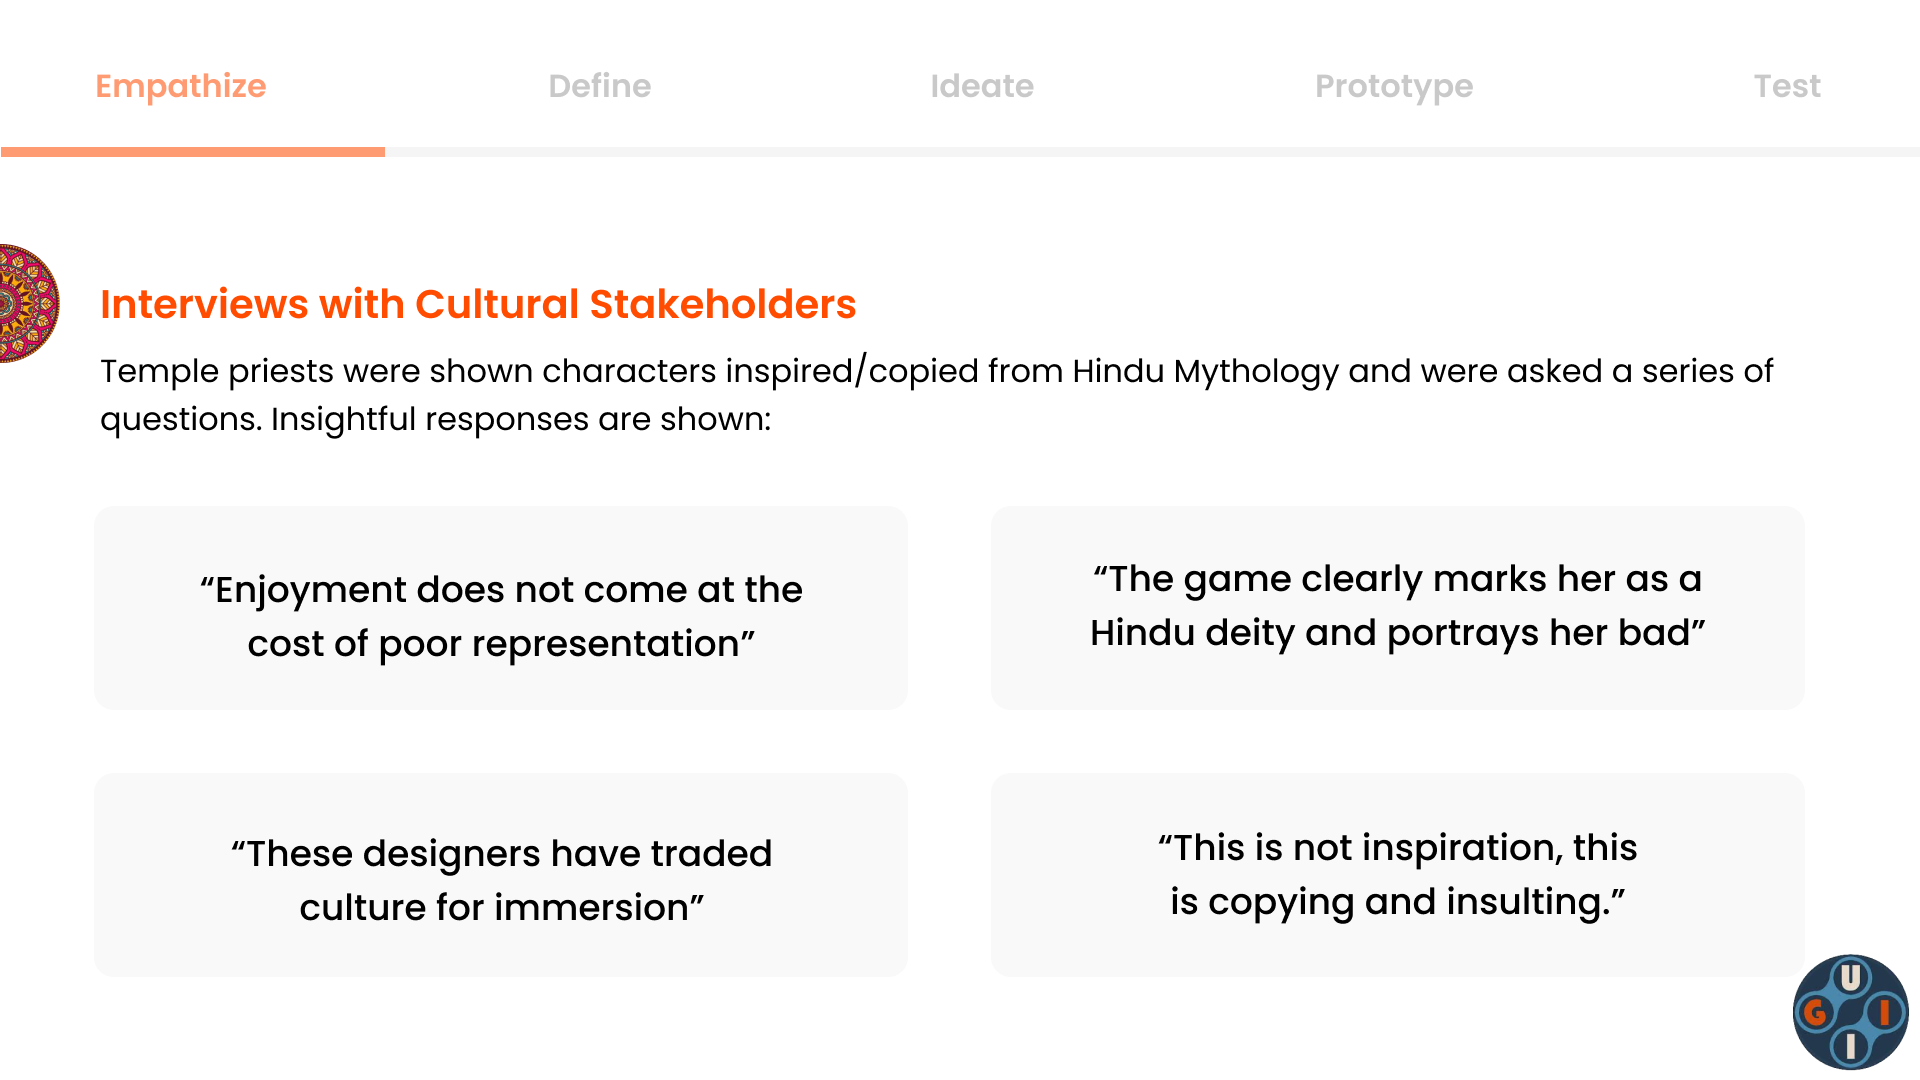 Empathize
Define
Ideate
Prototype
Test
Interviews with Cultural Stakeholders
Temple priests were shown characters inspired/copied from Hindu Mythology and were asked a series of
questions. Insightful responses are shown:
“Enjoyment does not come at the
cost of poor representation”
“The game clearly marks her as a
Hindu deity and portrays her bad”
“These designers have traded
culture for immersion”
“This is not inspiration, this
is copying and insulting.”
U
G I
I